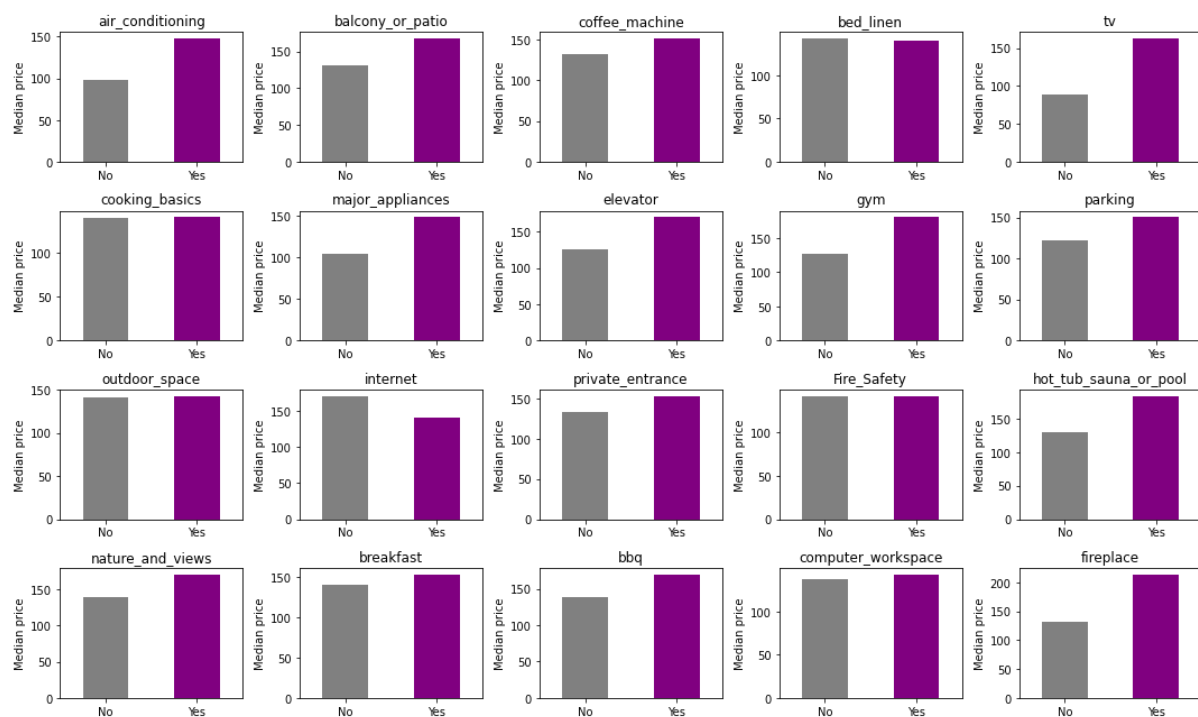 air_conditioning
Median price
150
100
50
0
No Yes
balcony_or_patio
Median price
150
100
50
0
No Yes
coffee_machine
Median price
150
100
50
0
No Yes
bed_linen
Median price
100
50
0
No Yes
tv
Median price
150
100
50
0
No Yes
cooking_basics
Median price
100
50
0
No Yes
major_appliances
Median price
150
100
50
0
No Yes
elevator
Median price
150
100
50
0
No Yes
gym
Median price
150
100
50
0
No Yes
parking
Median price
150
100
50
0
No Yes
outdoor_space
Median price
150
100
50
0
No Yes
internet
Median price
150
100
50
0
No Yes
private_entrance
Median price
150
100
50
0
No Yes
Fire_Safety
Median price
100
50
0
No Yes
hot_tub_sauna_or_pool
Median price
150
100
50
0
No Yes
nature_and_views
Median price
150
100
50
0
No Yes
breakfast
Median price
150
100
50
0
No Yes
bbq
Median price
150
100
50
0
No Yes
computer_workspace
Median price
100
50
0
No Yes
fireplace
Median price
200
150
100
50
0
No Yes